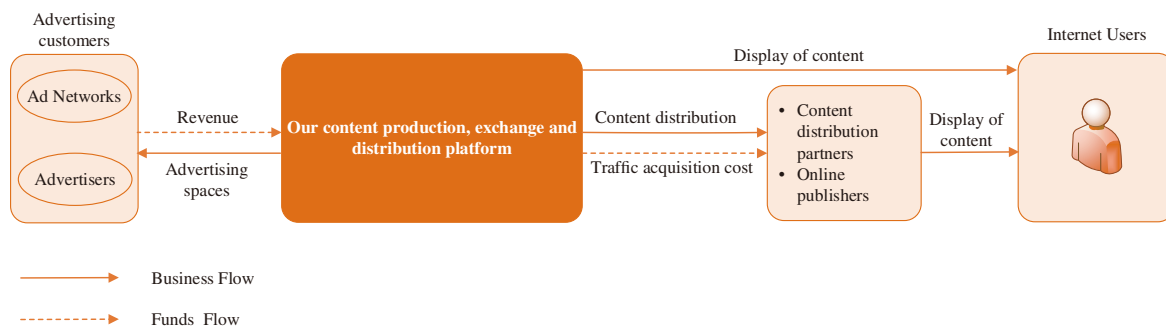 Advertising
customers
Ad Networks
Advertisers
Revenue
Advertising
spaces
Our content production, exchange and
distribution platform
Display of content
Content distribution
Traffic acquisition cost
• Content
distribution
partners
• Online
publishers
Display of
content
Internet Users
Business Flow
Funds Flow